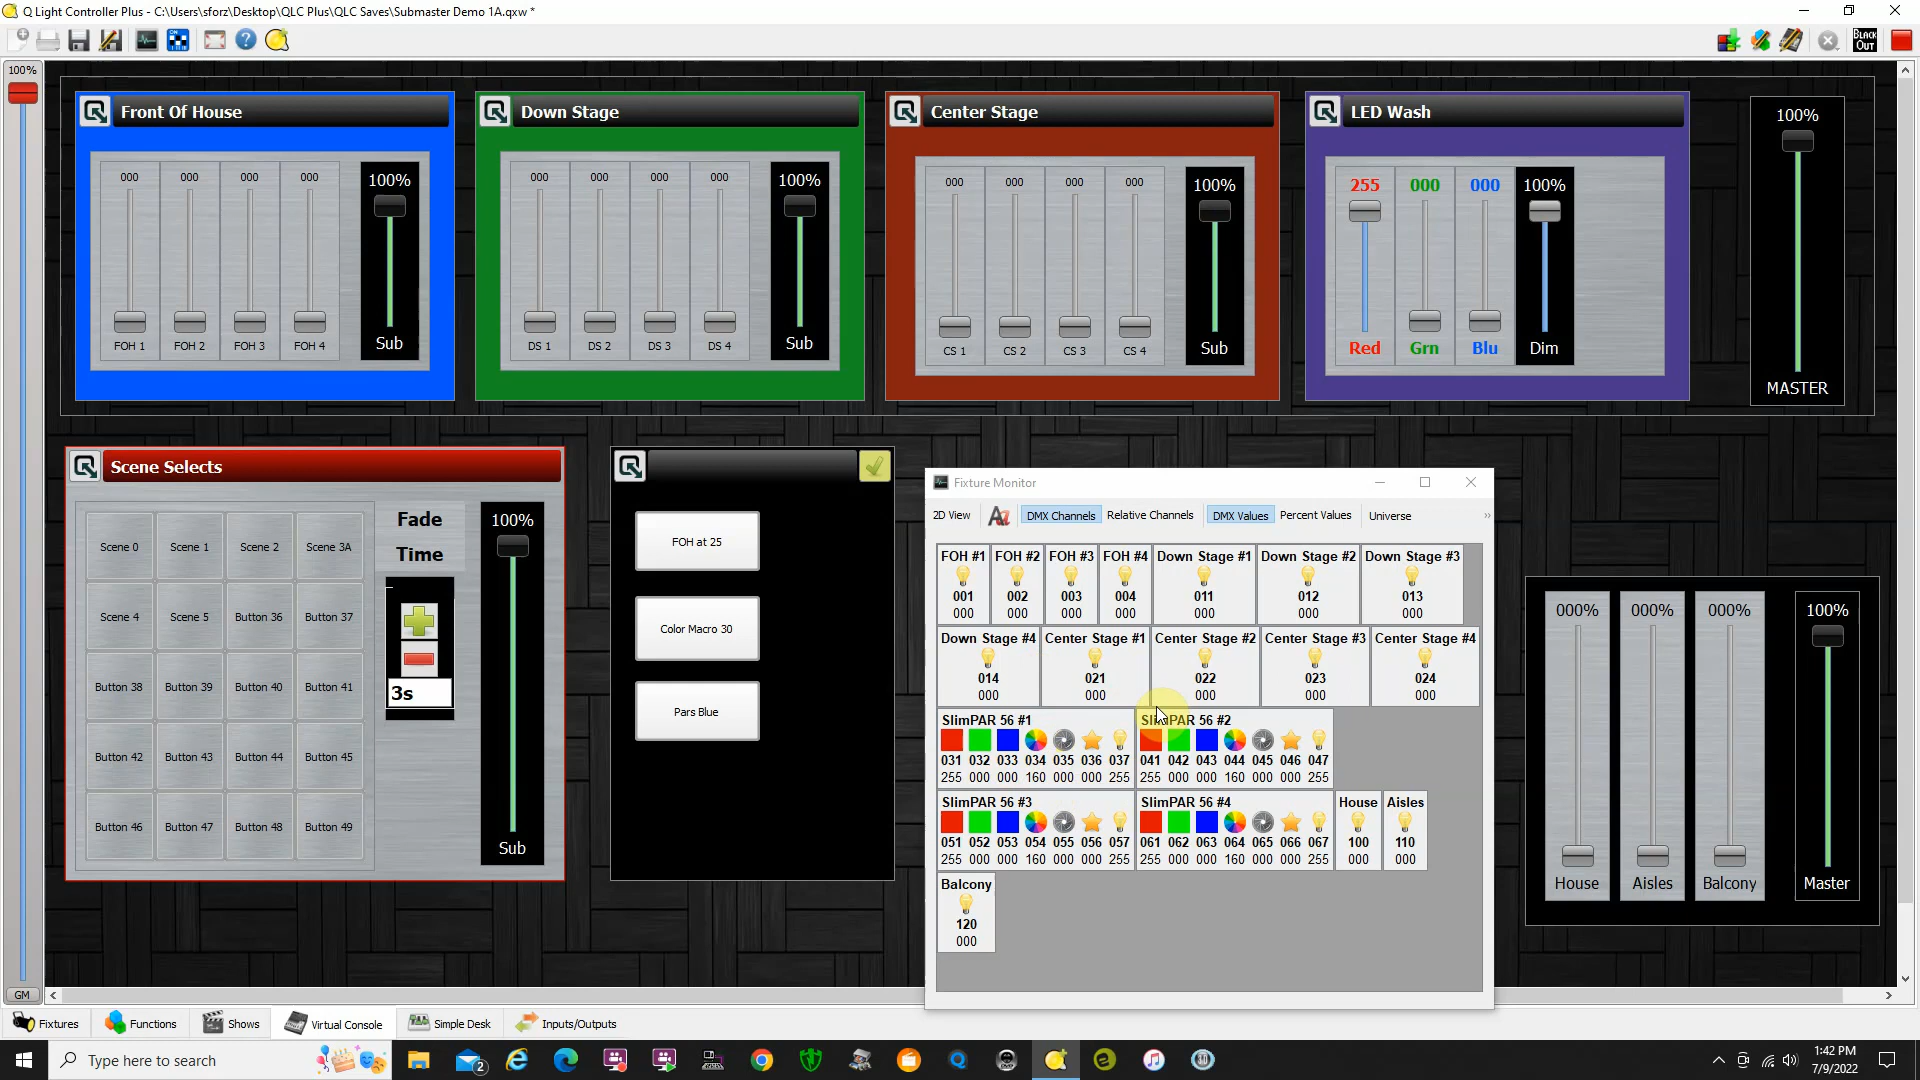 Q Light Controller Plus - C:\Users\sforz\Desktop\QLC Plus\QLC Saves\Submaster Demo 1A.qxw *
BLACK OUT
100%
Front Of House
000 000 000 000 100%
FOH 1 FOH 2 FOH 3 FOH 4 Sub
Down Stage
000 000 000 000 100%
DS 1 DS 2 DS 3 DS 4 Sub
Center Stage
000 000 000 000 100%
CS 1 CS 2 CS 3 CS 4 Sub
LED Wash
255 000 000 100%
Red Grn Blu Dim
100%
MASTER
Scene Selects
Scene 0 Scene 1 Scene 2 Scene 3A
Scene 4 Scene 5 Button 36 Button 37
Button 38 Button 39 Button 40 Button 41
Button 42 Button 43 Button 44 Button 45
Button 46 Button 47 Button 48 Button 49
Fade
Time
3s
100%
Sub
FOH at 25
Color Macro 30
Pars Blue
Fixture Monitor
2D View DMX Channels Relative Channels DMX Values Percent Values Universe »
FOH #1 FOH #2 FOH #3 FOH #4 Down Stage #1 Down Stage #2 Down Stage #3
001 002 003 004 011 012 013
000 000 000 000 000 000 000
Down Stage #4 Center Stage #1 Center Stage #2 Center Stage #3 Center Stage #4
014 021 022 023 024
000 000 000 000 000
SlimPAR 56 #1 SlimPAR 56 #2
031 032 033 034 035 036 037 041 042 043 044 045 046 047
255 000 000 160 000 000 255 255 000 000 160 000 000 255
SlimPAR 56 #3 SlimPAR 56 #4 House Aisles
051 052 053 054 055 056 057 061 062 063 064 065 066 067 100 110
255 000 000 160 000 000 255 255 000 000 160 000 000 255 000 000
Balcony
120
000
000% 000% 000% 100%
House Aisles Balcony Master
GM
Fixtures Functions Shows Virtual Console Simple Desk Inputs/Outputs
Type here to search
2
1:42 PM
7/9/2022